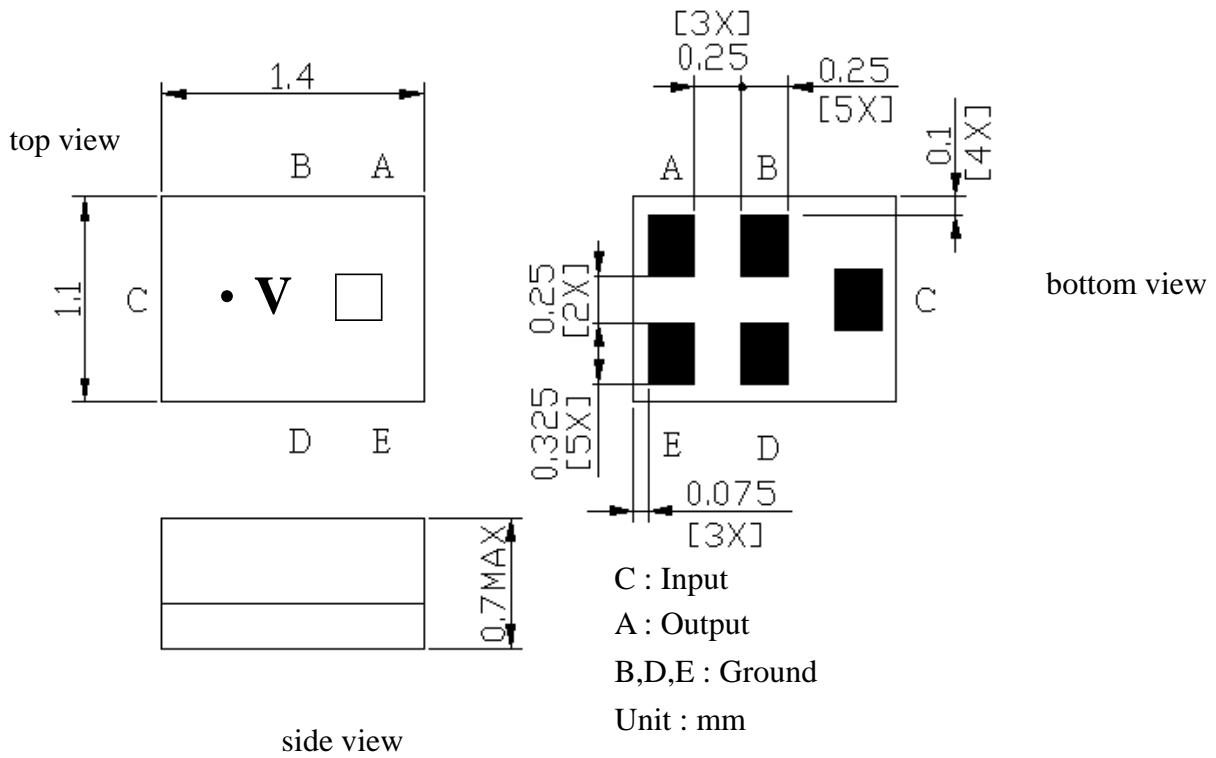 top view
1.4
B A
1.1
C
• V
D E
0.7MAX
side view
[3X]
0.25
0.25
[5X]
0.1
[4X]
A B
0.25
[2X]
C
bottom view
0.325
[5X]
E D
0.075
[3X]
C : Input
A : Output
B,D,E : Ground
Unit : mm